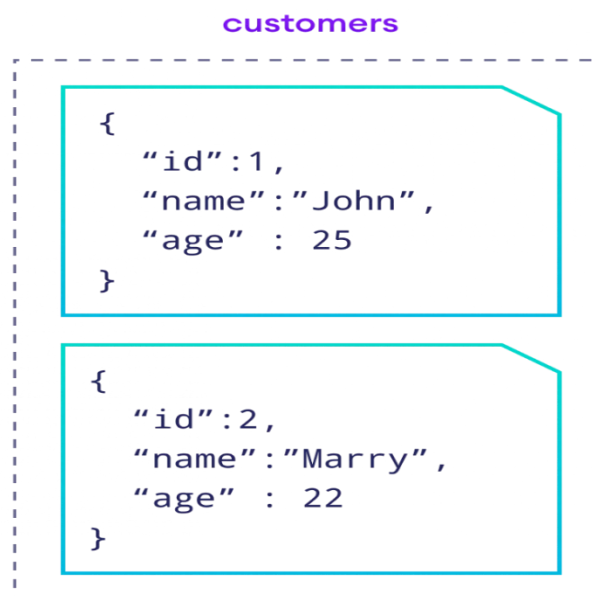 customers
{
“id”:1,
“name”:”John”,
“age” : 25
}
{
“id”:2,
“name”:”Marry”,
“age” : 22
}